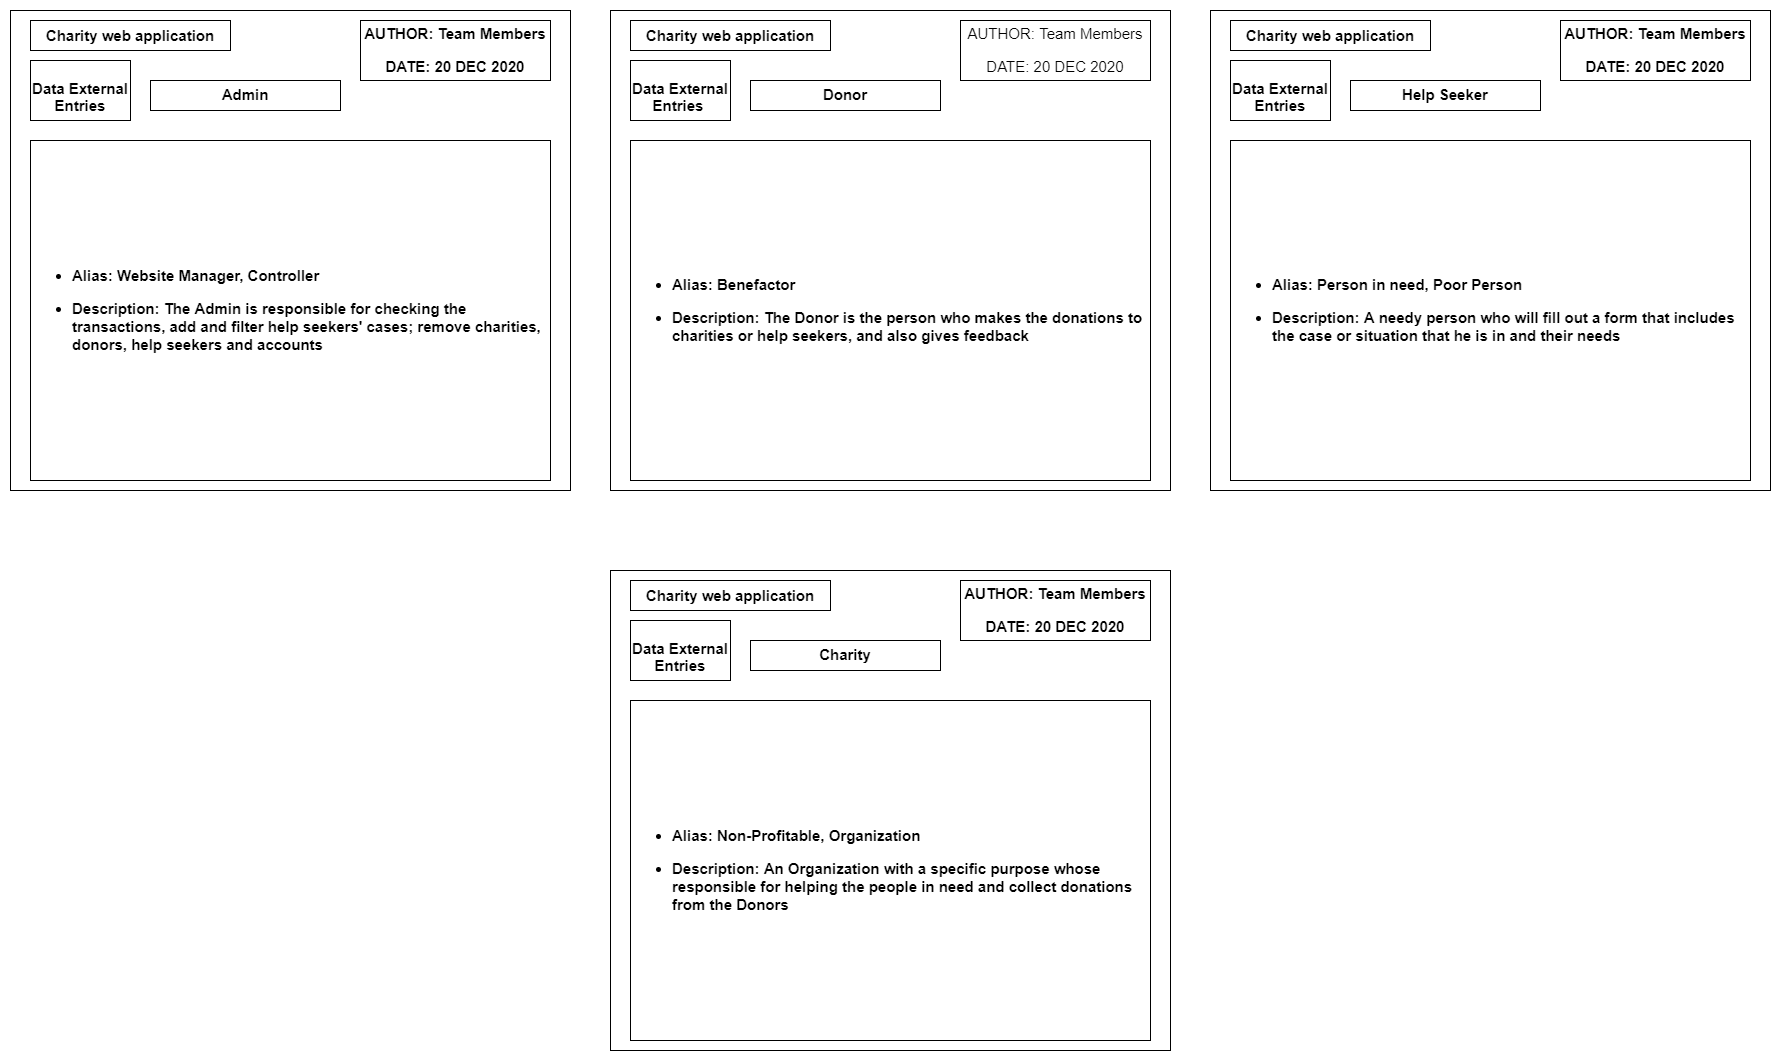 Charity web application
AUTHOR: Team Members
DATE: 20 DEC 2020
Data External
Entries
Admin
• Alias: Website Manager, Controller
• Description: The Admin is responsible for checking the
transactions, add and filter help seekers' cases; remove charities,
donors, help seekers and accounts
Charity web application
AUTHOR: Team Members
DATE: 20 DEC 2020
Data External
Entries
Donor
• Alias: Benefactor
• Description: The Donor is the person who makes the donations to
charities or help seekers, and also gives feedback
Charity web application
AUTHOR: Team Members
DATE: 20 DEC 2020
Data External
Entries
Help Seeker
• Alias: Person in need, Poor Person
• Description: A needy person who will fill out a form that includes
the case or situation that he is in and their needs
Charity web application
AUTHOR: Team Members
DATE: 20 DEC 2020
Data External
Entries
Charity
• Alias: Non-Profitable, Organization
• Description: An Organization with a specific purpose whose
responsible for helping the people in need and collect donations
from the Donors